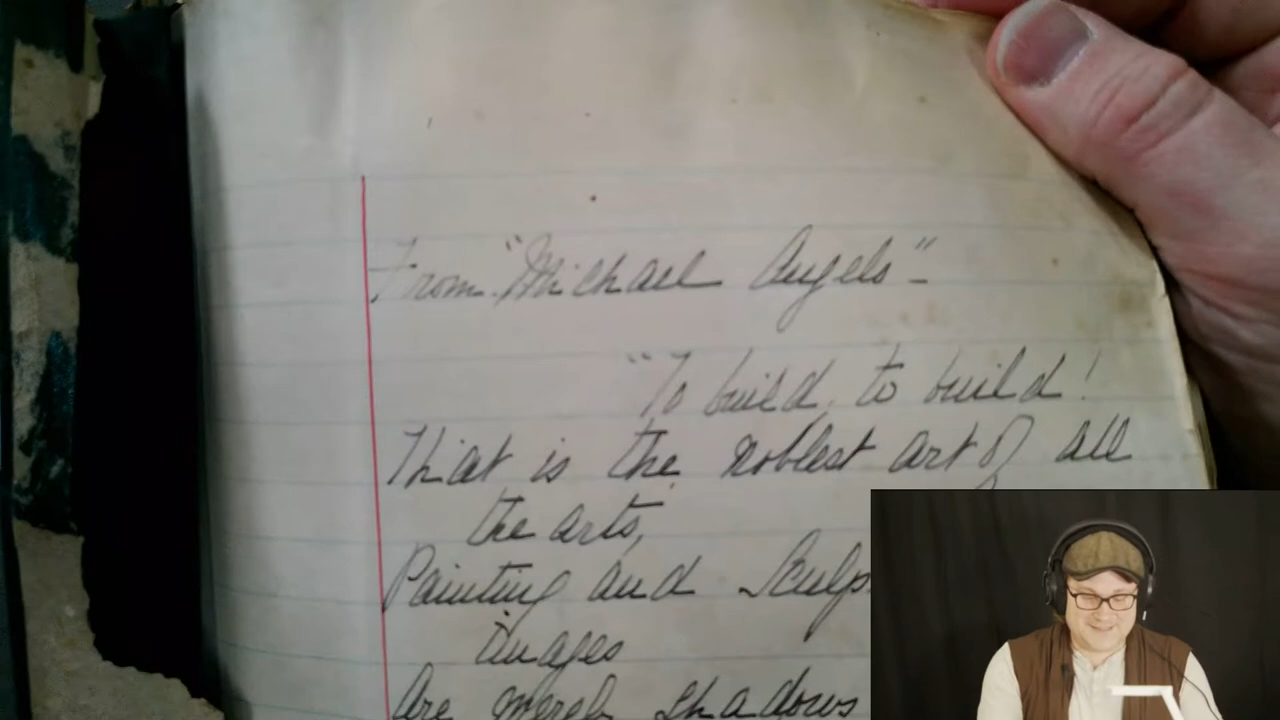 From "Michael Angelo" -
"To build, to build!
That is the noblest art of all
the arts,
Painting and Sculp
images
Are merely shadows